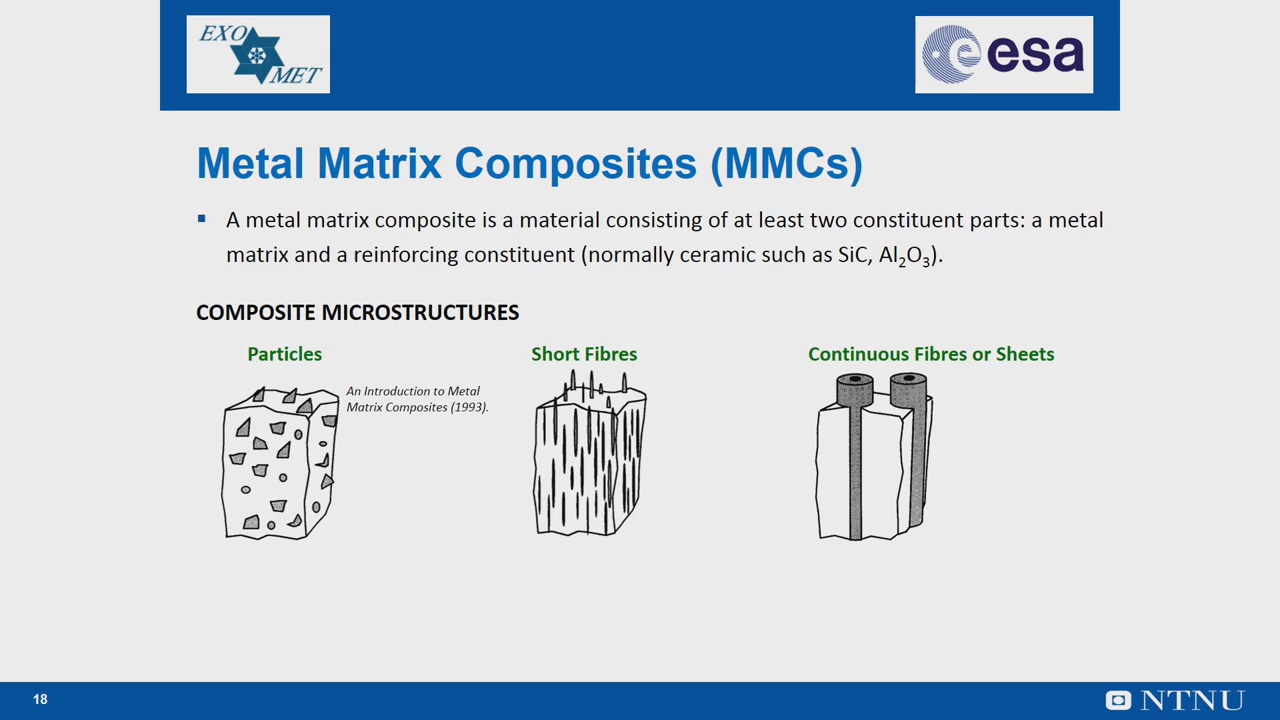 EXO
MET
esa
Metal Matrix Composites (MMCs)
▪ A metal matrix composite is a material consisting of at least two constituent parts: a metal
matrix and a reinforcing constituent (normally ceramic such as SiC, Al₂O₃).
COMPOSITE MICROSTRUCTURES
Particles
Short Fibres
Continuous Fibres or Sheets
An Introduction to Metal
Matrix Composites (1993).
18
NTNU